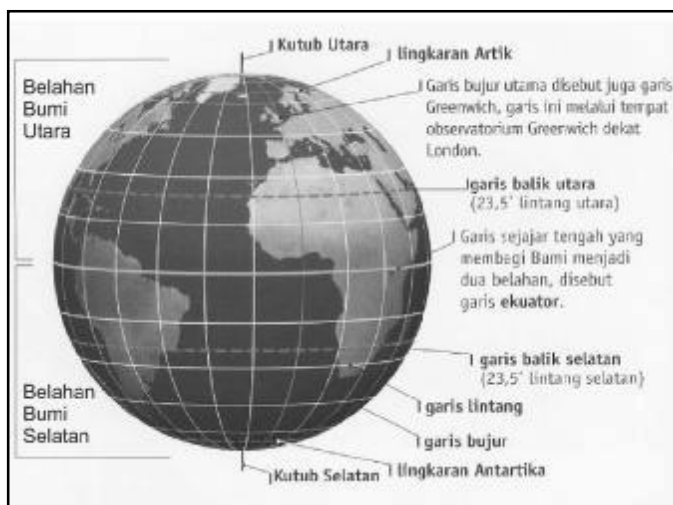 Kutub Utara
lingkaran Artik
Belahan
Bumi
Utara
Garis bujur utama disebut juga garis
Greenwich, garis ini melalui tempat
observatorium Greenwich dekat
London.
garis balik utara
(23,5° lintang utara)
Garis sejajar tengah yang
membagi Bumi menjadi
dua belahan, disebut
garis ekuator.
garis balik selatan
(23,5° lintang selatan)
Belahan
Bumi
Selatan
garis lintang
garis bujur
Kutub Selatan
lingkaran Antartika